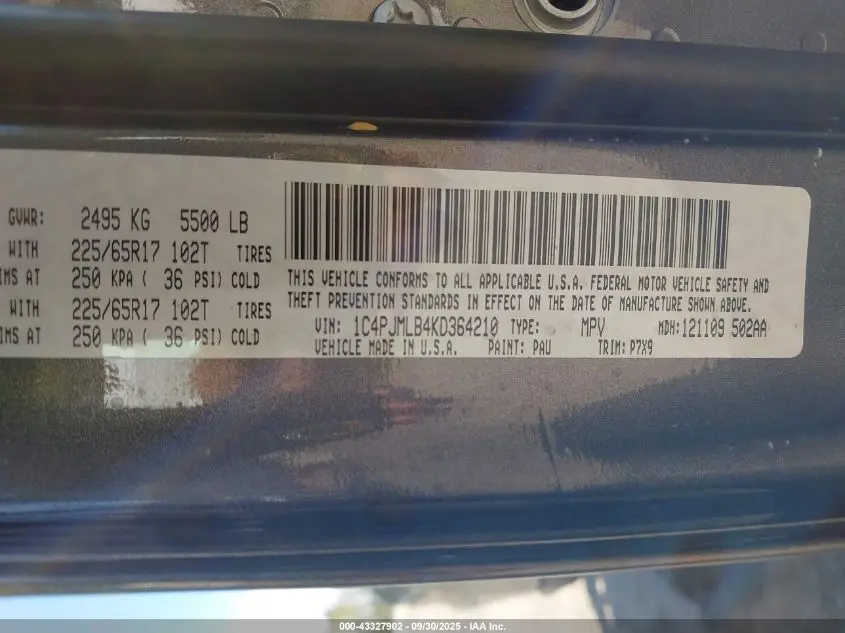 GVWR: 2495 KG 5500 LB
WITH 225/65R17 102T TIRES
IMS AT 250 KPA ( 36 PSI) COLD
WITH 225/65R17 102T TIRES
IMS AT 250 KPA ( 36 PSI) COLD
THIS VEHICLE CONFORMS TO ALL APPLICABLE U.S.A. FEDERAL MOTOR VEHICLE SAFETY AND
THEFT PREVENTION STANDARDS IN EFFECT ON THE DATE OF MANUFACTURE SHOWN ABOVE.
VIN: 1C4PJMLB4KD364210 TYPE: MPV MDH:121109 502AA
VEHICLE MADE IN U.S.A. PAINT: PAU TRIM: P7X9
000-43327902 - 09/30/2025 - IAA Inc.